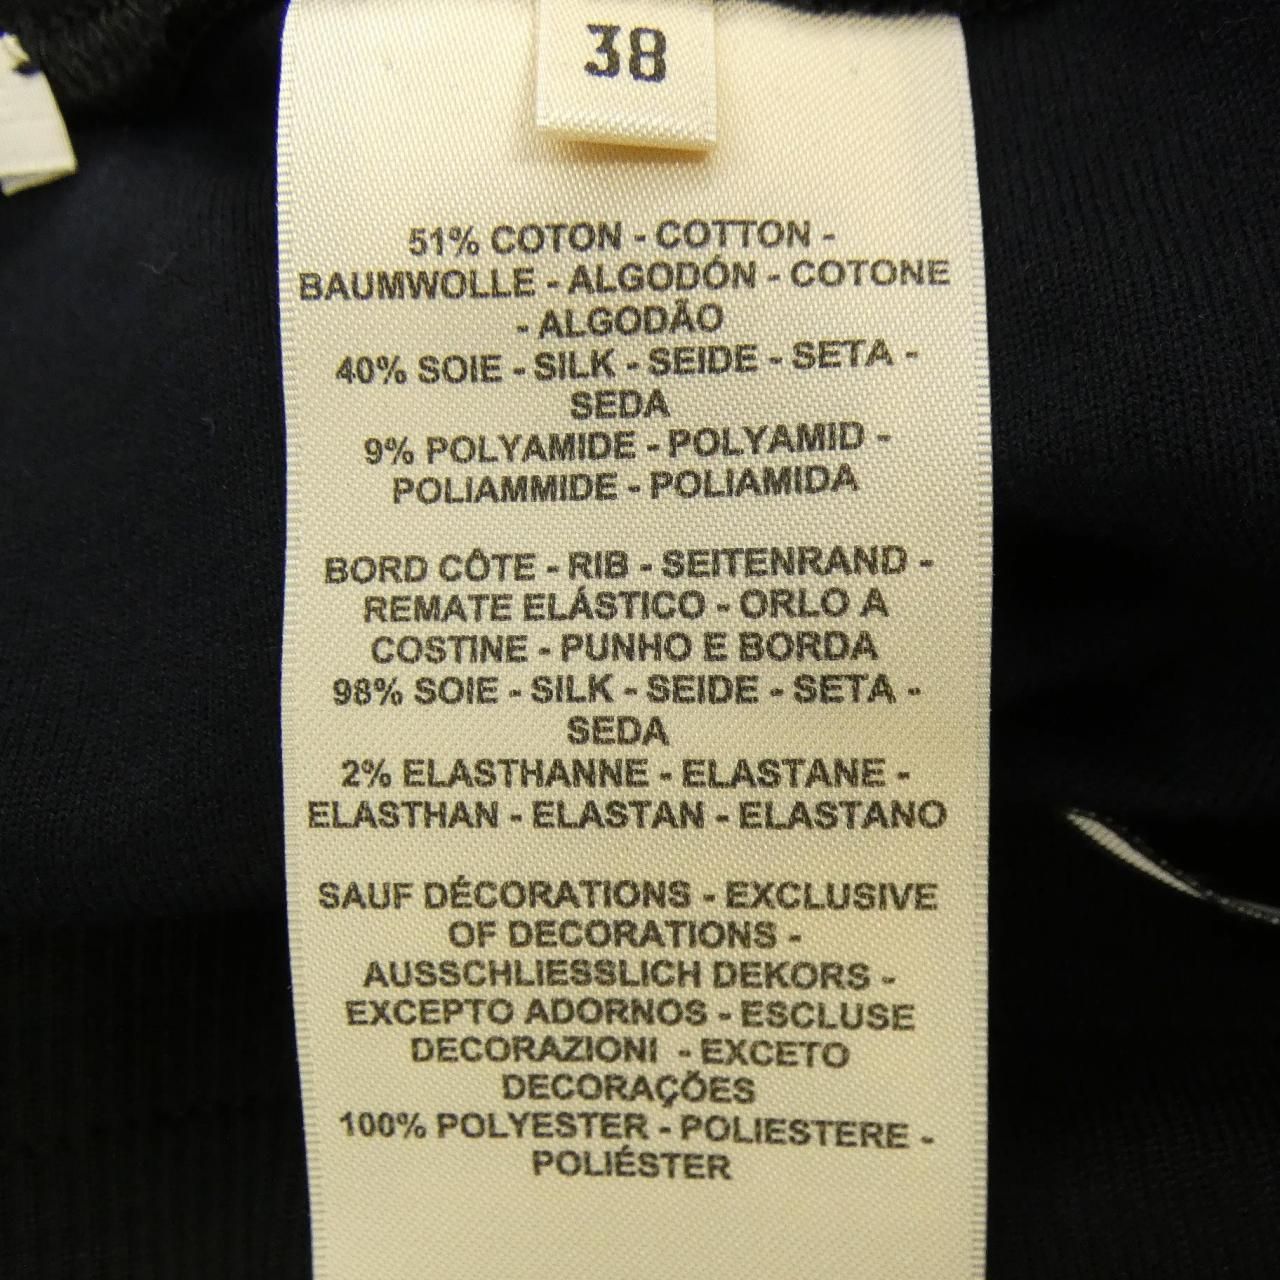 38
51% COTON - COTTON -
BAUMWOLLE - ALGODÓN - COTONE
- ALGODÃO
40% SOIE - SILK - SEIDE - SETA -
SEDA
9% POLYAMIDE - POLYAMID -
POLIAMMIDE - POLIAMIDA
BORD CÔTE - RIB - SEITENRAND -
REMATE ELÁSTICO - ORLO A
COSTINE - PUNHO E BORDA
98% SOIE - SILK - SEIDE - SETA -
SEDA
2% ELASTHANNE - ELASTANE -
ELASTHAN - ELASTAN - ELASTANO
SAUF DÉCORATIONS - EXCLUSIVE
OF DECORATIONS -
AUSSCHLIESSLICH DEKORS -
EXCEPTO ADORNOS - ESCLUSE
DECORAZIONI - EXCETO
DECORAÇÕES
100% POLYESTER - POLIESTERE -
POLIÉSTER